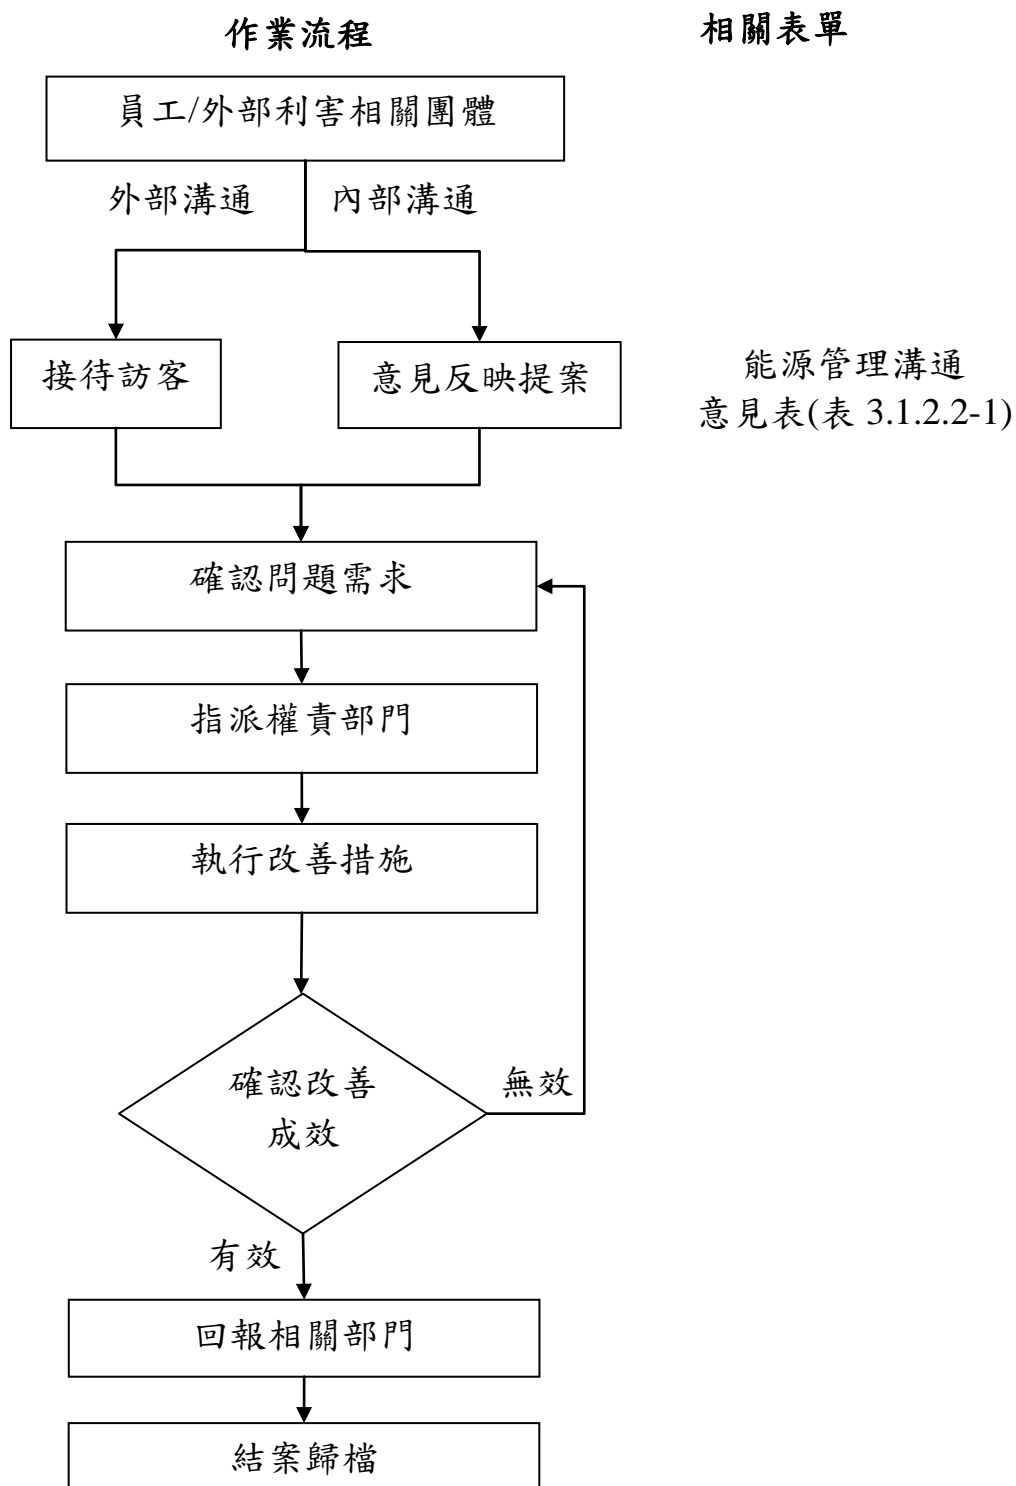 作業流程
相關表單
員工/外部利害相關團體
外部溝通
內部溝通
接待訪客
意見反映提案
能源管理溝通
意見表(表 3.1.2.2-1)
確認問題需求
指派權責部門
執行改善措施
確認改善
成效
無效
有效
回報相關部門
結案歸檔